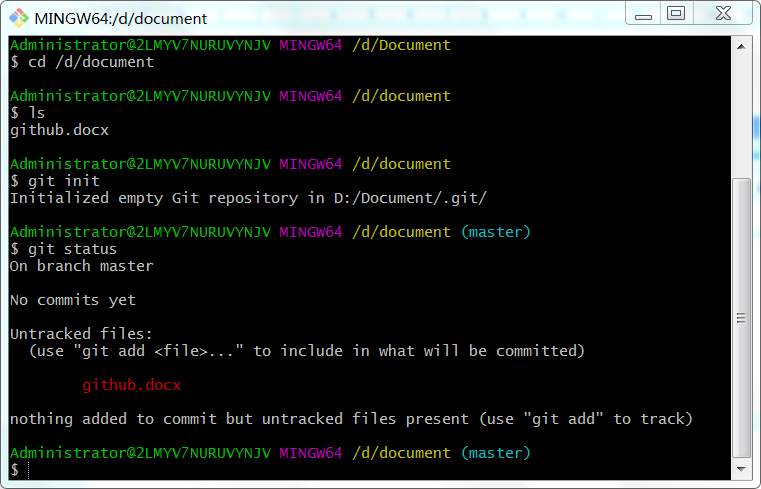 MINGW64:/d/document
Administrator@2LMYV7NURUVYNJV MINGW64 /d/Document
$ cd /d/document
Administrator@2LMYV7NURUVYNJV MINGW64 /d/document
$ ls
github.docx
Administrator@2LMYV7NURUVYNJV MINGW64 /d/document
$ git init
Initialized empty Git repository in D:/Document/.git/
Administrator@2LMYV7NURUVYNJV MINGW64 /d/document (master)
$ git status
On branch master
No commits yet
Untracked files:
(use "git add <file>..." to include in what will be committed)
github.docx
nothing added to commit but untracked files present (use "git add" to track)
Administrator@2LMYV7NURUVYNJV MINGW64 /d/document (master)
$